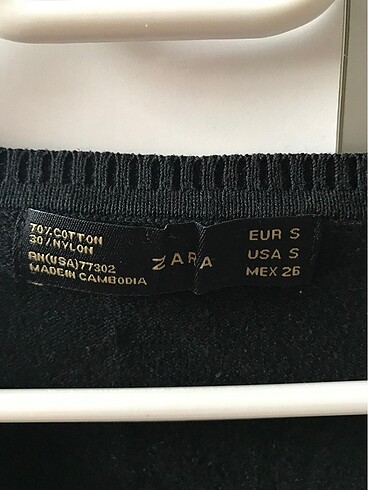 70% COTTON
30% NYLON
RN(USA)77302
MADE IN CAMBODIA
ZARA
EUR S
USA S
MEX 26